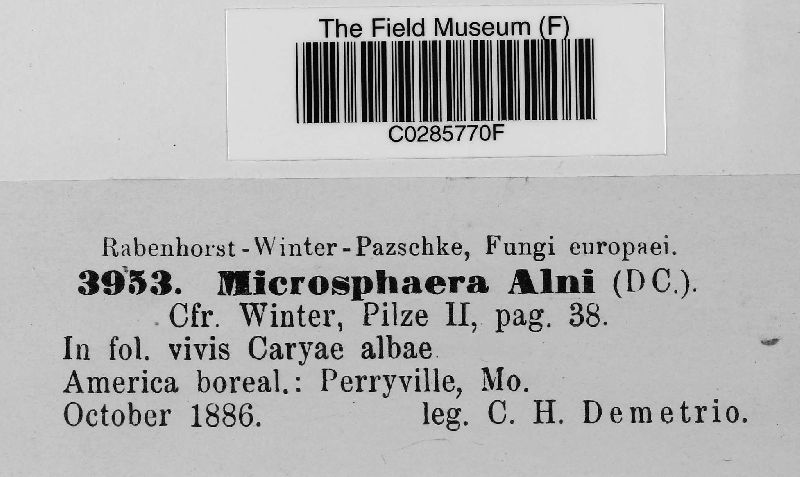 The Field Museum (F)
C0285770F
Rabenhorst-Winter-Pazschke, Fungi europaei.
3953. Microsphaera Alni (DC.).
Cfr. Winter, Pilze II, pag. 38.
In fol. vivis Caryae albae
America boreal.: Perryville, Mo.
October 1886. leg. C. H. Demetrio.